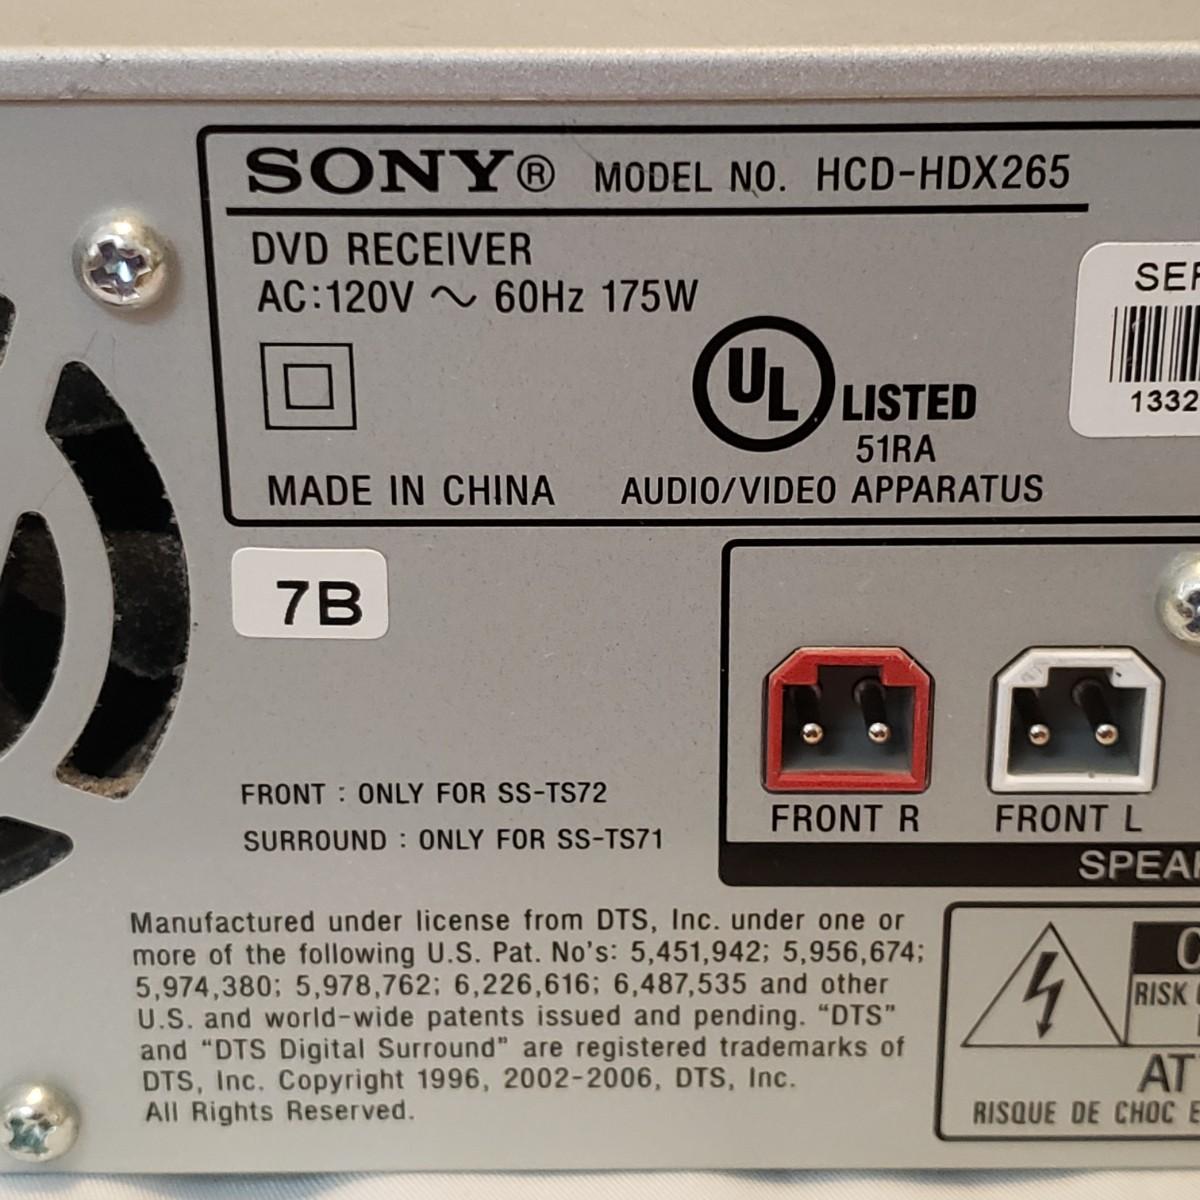 SONY® MODEL NO. HCD-HDX265
DVD RECEIVER
AC:120V ~ 60Hz 175W
UL LISTED
51RA
MADE IN CHINA AUDIO/VIDEO APPARATUS
1332
7B
FRONT : ONLY FOR SS-TS72
SURROUND : ONLY FOR SS-TS71
FRONT R FRONT L
Manufactured under license from DTS, Inc. under one or
more of the following U.S. Pat. No's: 5,451,942; 5,956,674;
5,974,380; 5,978,762; 6,226,616; 6,487,535 and other
U.S. and world-wide patents issued and pending. "DTS"
and "DTS Digital Surround" are registered trademarks of
DTS, Inc. Copyright 1996, 2002-2006, DTS, Inc.
All Rights Reserved.
RISK
RISQUE DE CHOC